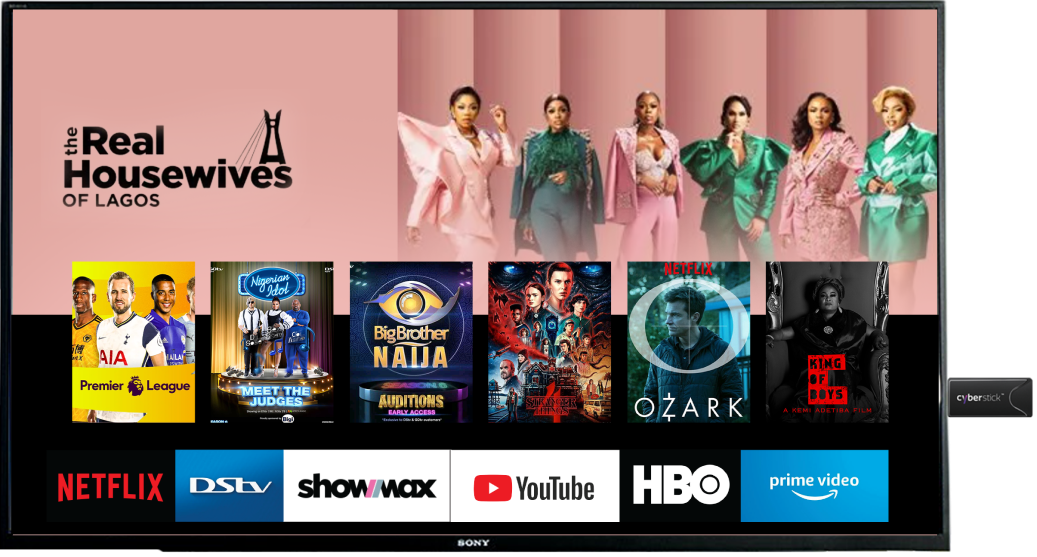 the Real
Housewives
OF LAGOS
Premier League
AIA
Nigerian
Idol
MEET THE
JUDGES
Big Brother
NAIJA
AUDITIONS
EARLY ACCESS
STRANGER
THINGS
NETFLIX
OZARK
KING
OF
BOYS
A KEMI ADETIBA FILM
cyberstick
NETFLIX
DStv
showmax
YouTube
HBO
prime video
SONY